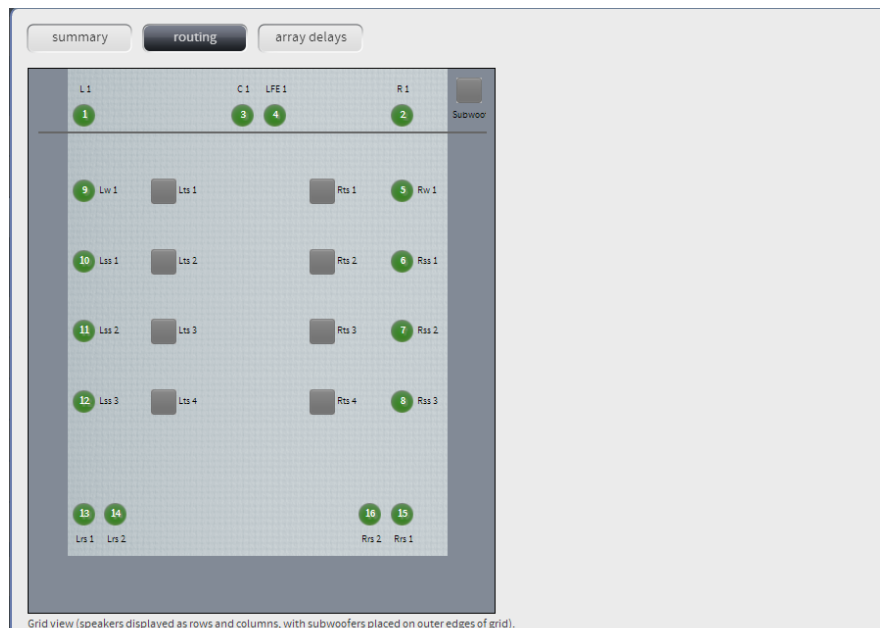 summary routing array delays
L 1 C 1 LFE 1 R 1
1 3 4 2 Subwoof
9 Lw 1 Lts 1 Rts 1 5 Rw 1
10 Lss 1 Lts 2 Rts 2 6 Rss 1
11 Lss 2 Lts 3 Rts 3 7 Rss 2
12 Lss 3 Lts 4 Rts 4 8 Rss 3
13 14 16 15
Lrs 1 Lrs 2 Rrs 2 Rrs 1
Grid view (speakers displayed as rows and columns, with subwoofers placed on outer edges of grid).